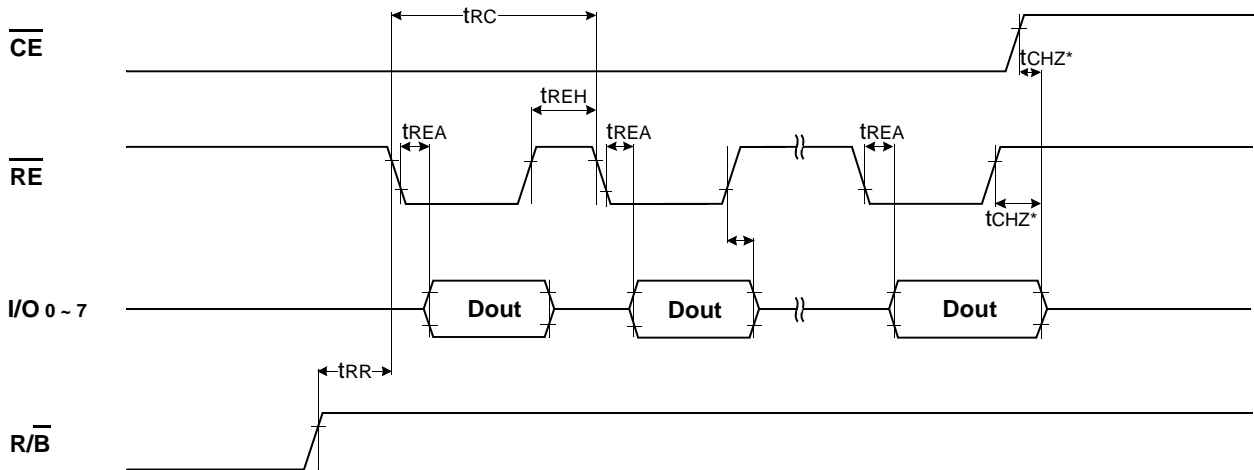 tRC
CE
tCHZ*
tREH
tREA
tREA
tREA
RE
tCHZ*
I/O 0 ~ 7
Dout
Dout
Dout
tRR
R/B